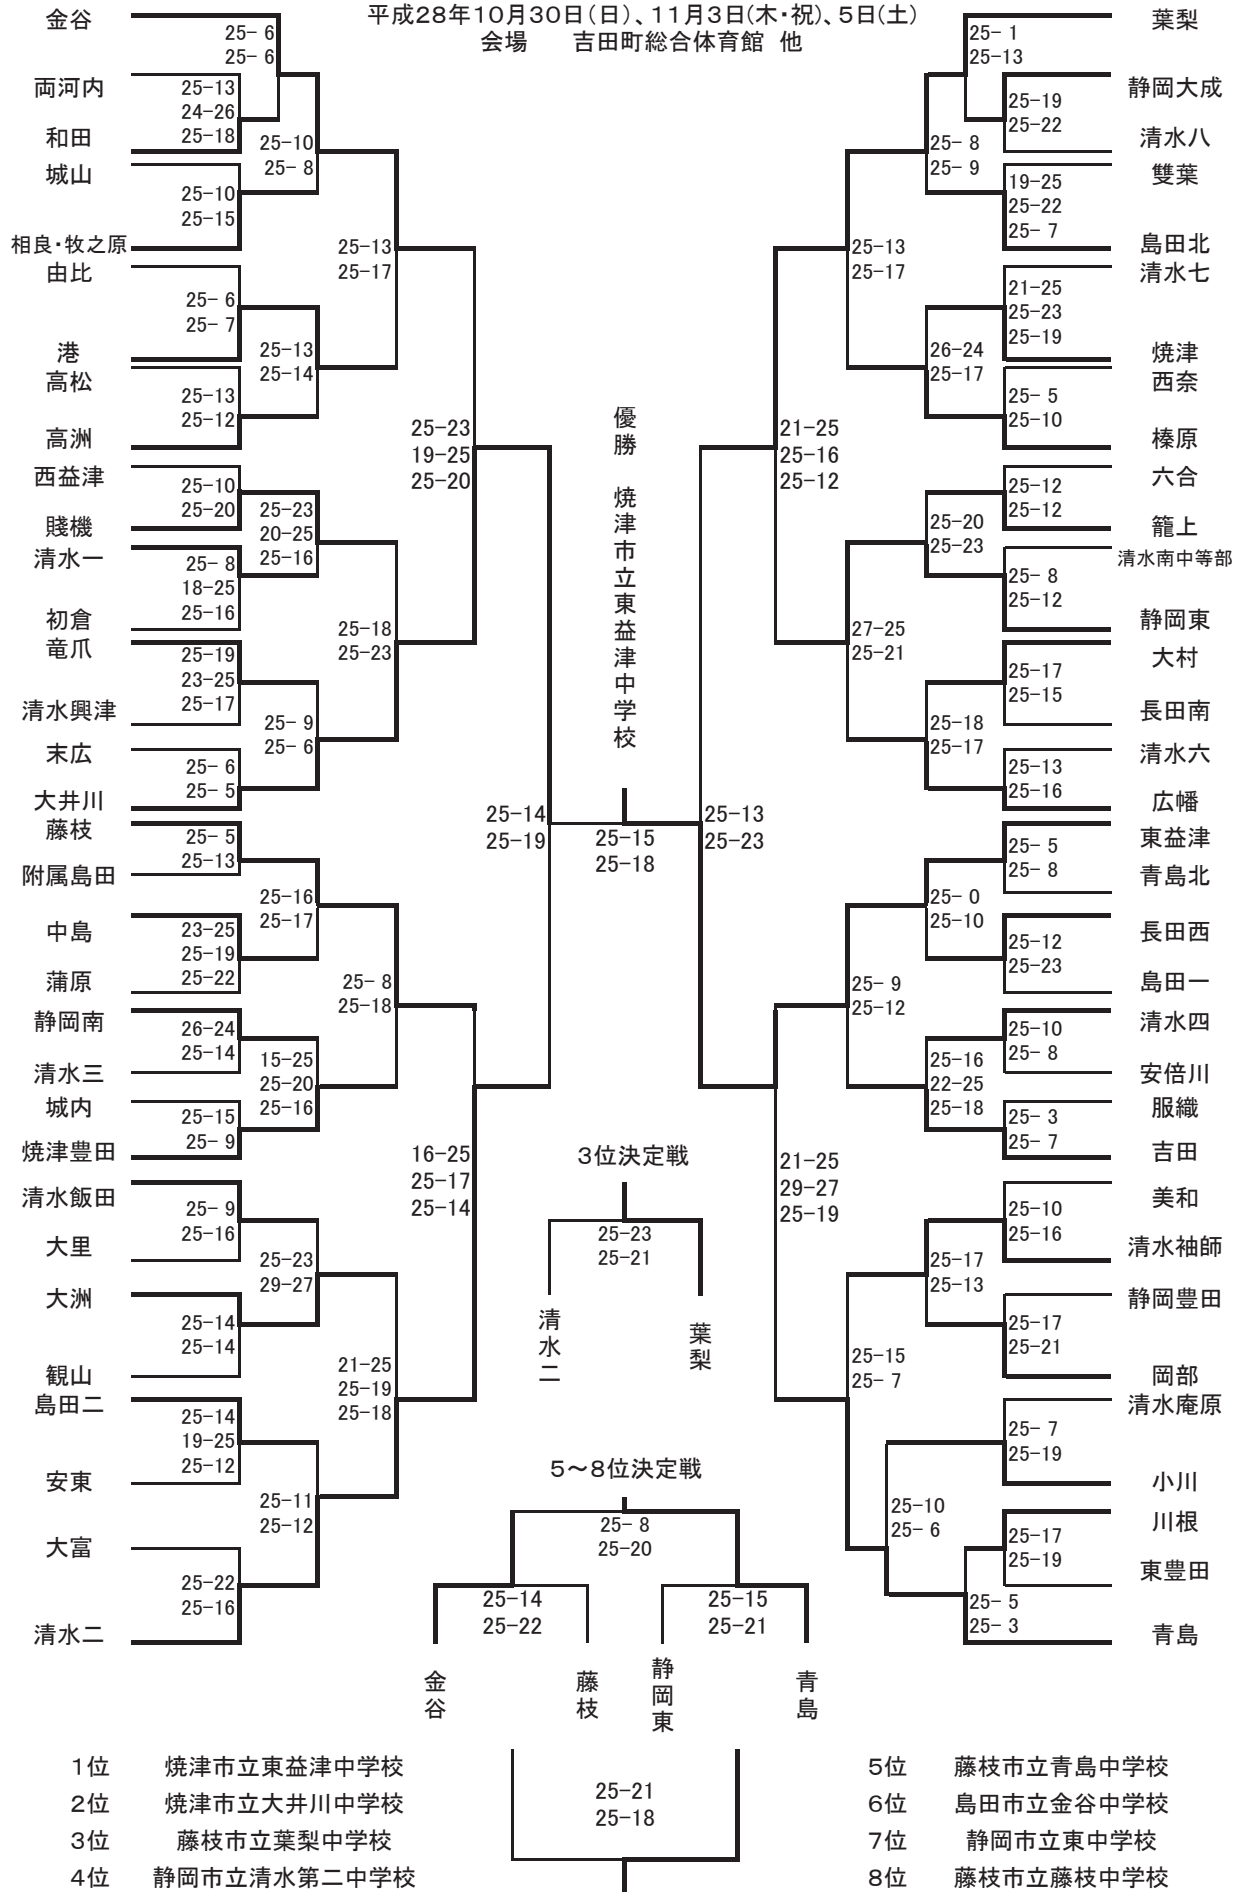 平成28年10月30日（日）、11月3日（木・祝）、5日（土）
会場　　吉田町総合体育館　他
金谷
両河内
和田
城山
相良・牧之原
由比
港
高松
高洲
西益津
賤機
清水一
初倉
竜爪
清水興津
末広
大井川
藤枝
附属島田
中島
蒲原
静岡南
清水三
城内
焼津豊田
清水飯田
大里
大洲
観山
島田二
安東
大富
清水二
25- 6
25- 6
25-13
24-26
25-18
25-10
25-15
25- 6
25- 7
25-13
25-12
25-10
25-20
25- 8
18-25
25-16
25-19
23-25
25-17
25- 6
25- 5
25- 5
25-13
23-25
25-19
25-22
26-24
25-14
25-15
25- 9
25- 9
25-16
25-14
25-14
25-14
19-25
25-12
25-22
25-16
25-10
25- 8
25-13
25-14
25-23
20-25
25-16
25- 9
25- 6
25-16
25-17
15-25
25-20
25-16
25-23
29-27
25-11
25-12
25-13
25-17
25-18
25-23
25- 8
25-18
21-25
25-19
25-18
25-23
19-25
25-20
16-25
25-17
25-14
25-14
25-19
優勝　焼津市立東益津中学校
25-15
25-18
25-13
25-23
21-25
25-16
25-12
21-25
29-27
25-19
25-13
25-17
27-25
25-21
25- 9
25-12
25-15
25- 7
25- 8
25- 9
26-24
25-17
25-20
25-23
25-18
25-17
25- 0
25-10
25-16
22-25
25-18
25-17
25-13
25-10
25- 6
25- 1
25-13
25-19
25-22
19-25
25-22
25- 7
21-25
25-23
25-19
25- 5
25-10
25-12
25-12
25- 8
25-12
25-17
25-15
25-13
25-16
25- 5
25- 8
25-12
25-23
25-10
25- 8
25- 3
25- 7
25-10
25-16
25-17
25-21
25- 7
25-19
25-17
25-19
25- 5
25- 3
葉梨
静岡大成
清水八
雙葉
島田北
清水七
焼津
西奈
榛原
六合
籠上
清水南中等部
静岡東
大村
長田南
清水六
広幡
東益津
青島北
長田西
島田一
清水四
安倍川
服織
吉田
美和
清水袖師
静岡豊田
岡部
清水庵原
小川
川根
東豊田
青島
3位決定戦
25-23
25-21
清水二
葉梨
5～8位決定戦
25- 8
25-20
25-14
25-22
25-15
25-21
金谷
藤枝
静岡東
青島
25-21
25-18
1位　焼津市立東益津中学校
2位　焼津市立大井川中学校
3位　藤枝市立葉梨中学校
4位　静岡市立清水第二中学校
5位　藤枝市立青島中学校
6位　島田市立金谷中学校
7位　静岡市立東中学校
8位　藤枝市立藤枝中学校